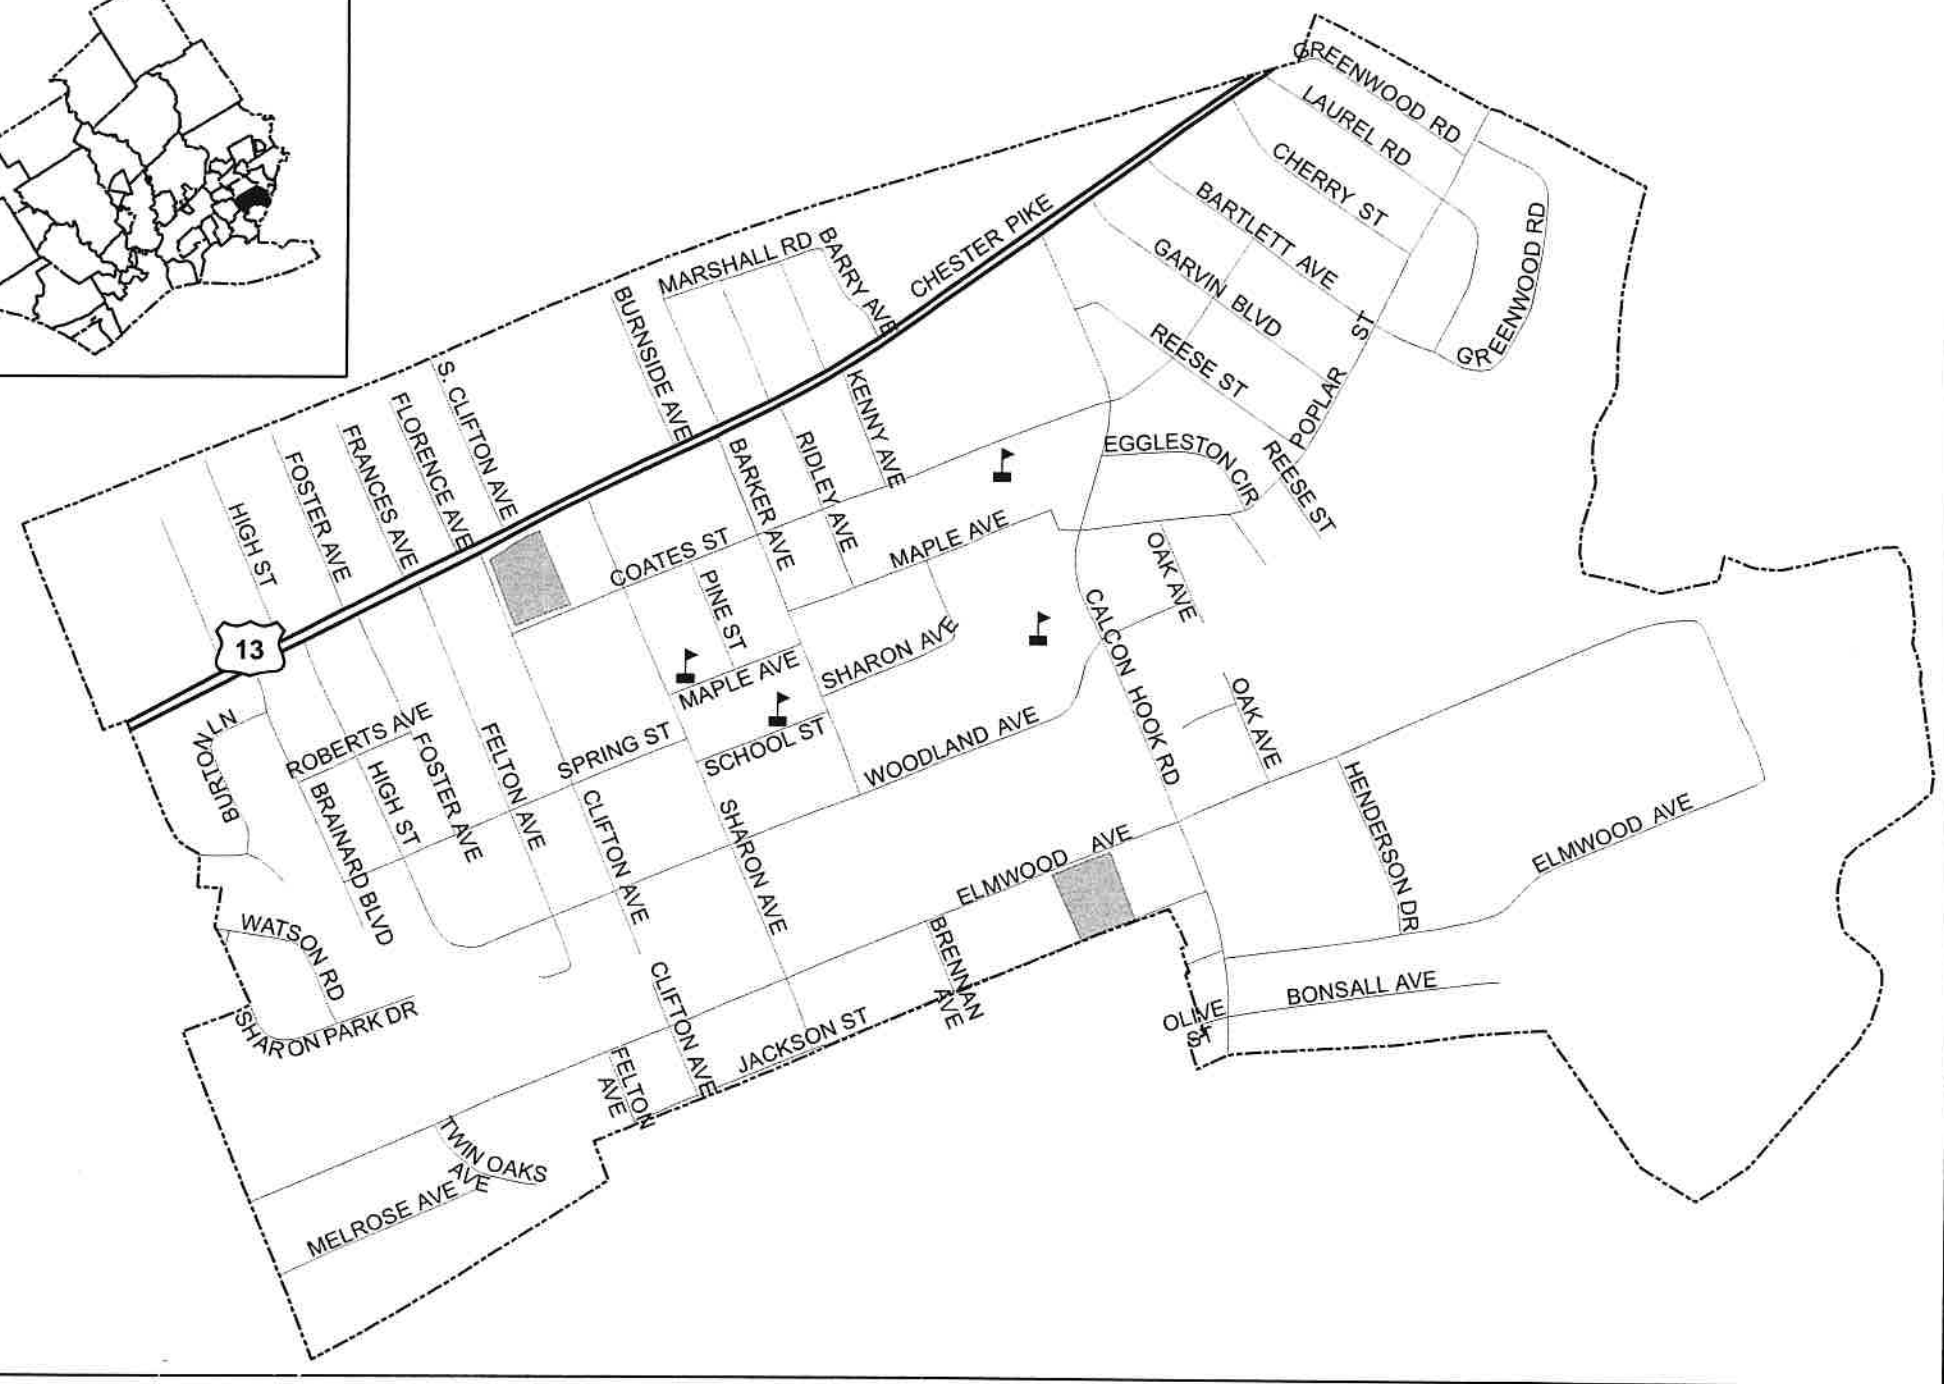 GREENWOOD RD
LAUREL RD
CHERRY ST
BARTLETT AVE
GARVIN BLVD
GREENWOOD RD
REESE ST
POPLAR ST
CHESTER PIKE
MARSHALL RD
BARRY AVE
BURNSIDE AVE
KENNY AVE
S. CLIFTON AVE
FLORENCE AVE
FRANCES AVE
FOSTER AVE
HIGH ST
BARKER AVE
RIDLEY AVE
EGGLESTON CIR
REESE ST
COATES ST
MAPLE AVE
OAK AVE
PINE ST
13
SHARON AVE
CALCON HOOK RD
MAPLE AVE
OAK AVE
BURTON LN
ROBERTS AVE
FELTON AVE
SPRING ST
SCHOOL ST
WOODLAND AVE
BRAINARD BLVD
HIGH ST
FOSTER AVE
CLIFTON AVE
SHARON AVE
HENDERSON DR
ELMWOOD AVE
ELMWOOD AVE
WATSON RD
BRENNAN
AVE
SHARON PARK DR
CLIFTON AVE
BONSALL AVE
OLIVE
ST
JACKSON ST
FELTON
AVE
TWIN OAKS
AVE
MELROSE AVE
AVE